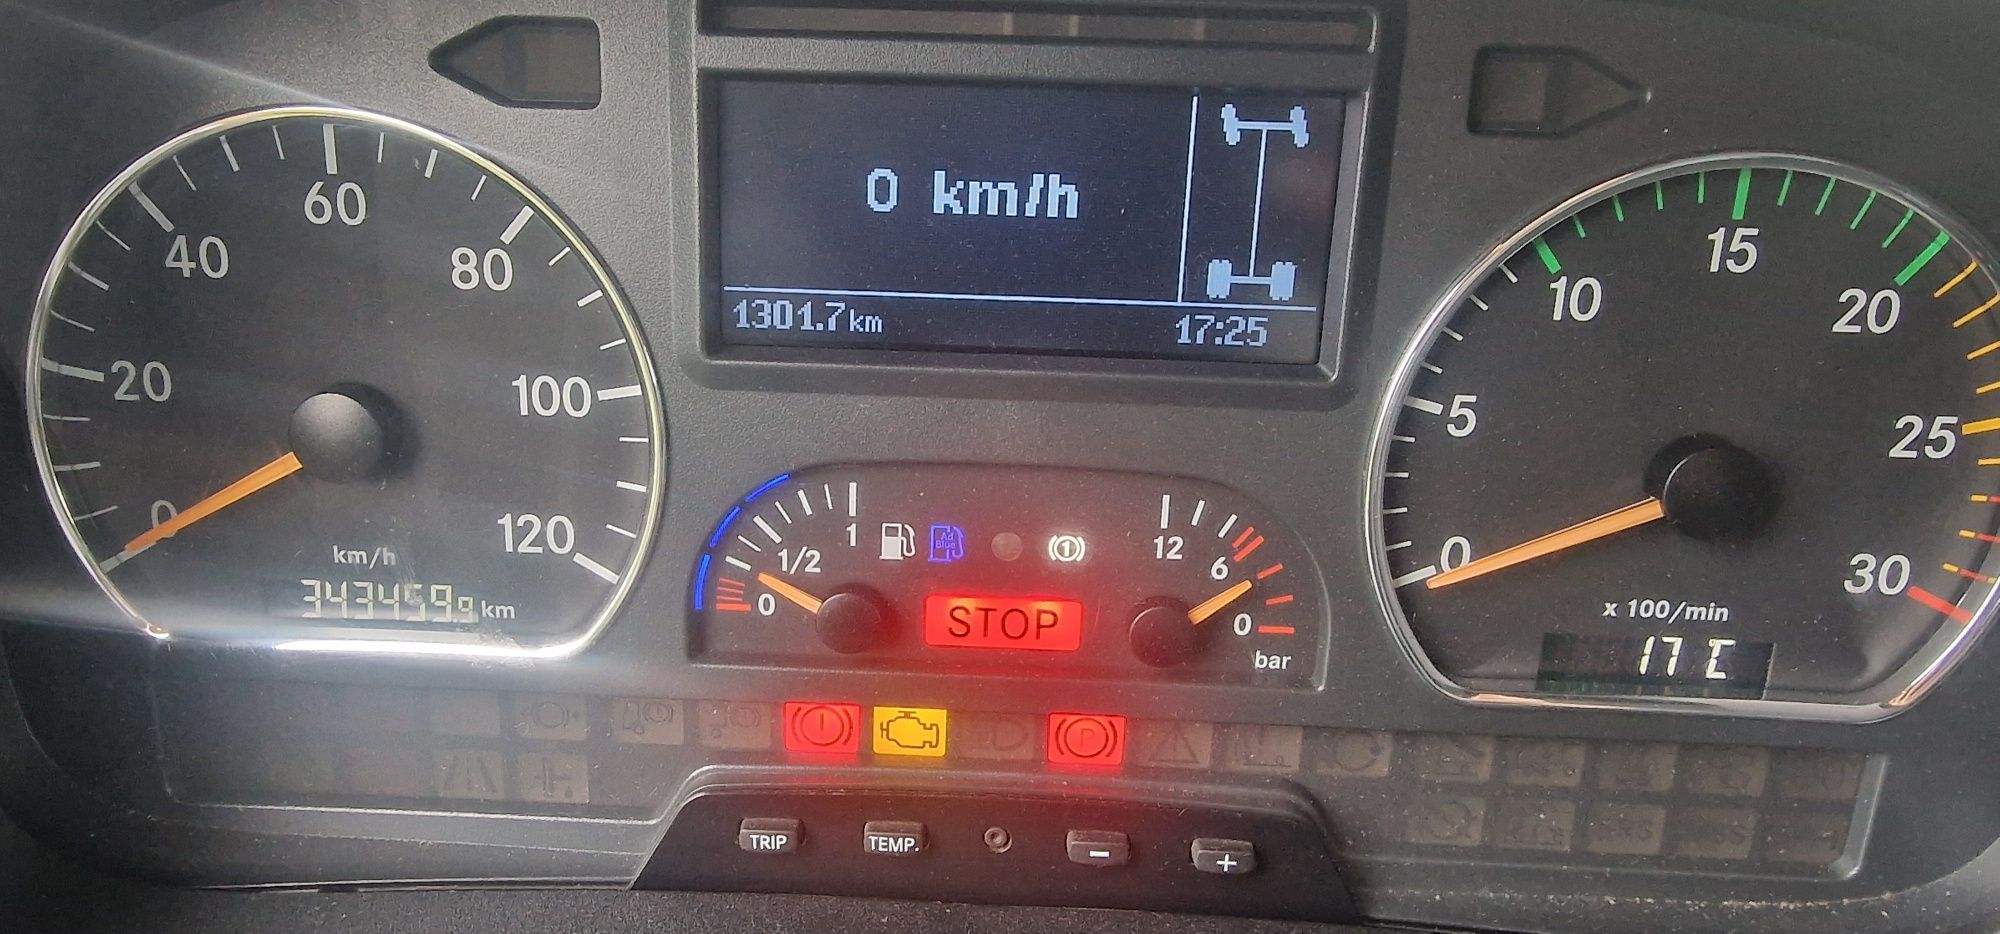 0 km/h
1301.7 km
17:25
0
20
40
60
80
100
120
km/h
343459.9 km
0
1/2
1
Ad
Blue
STOP
12
6
0
bar
0
5
10
15
20
25
30
x 100/min
17 °C
P
TRIP
TEMP.
-
+